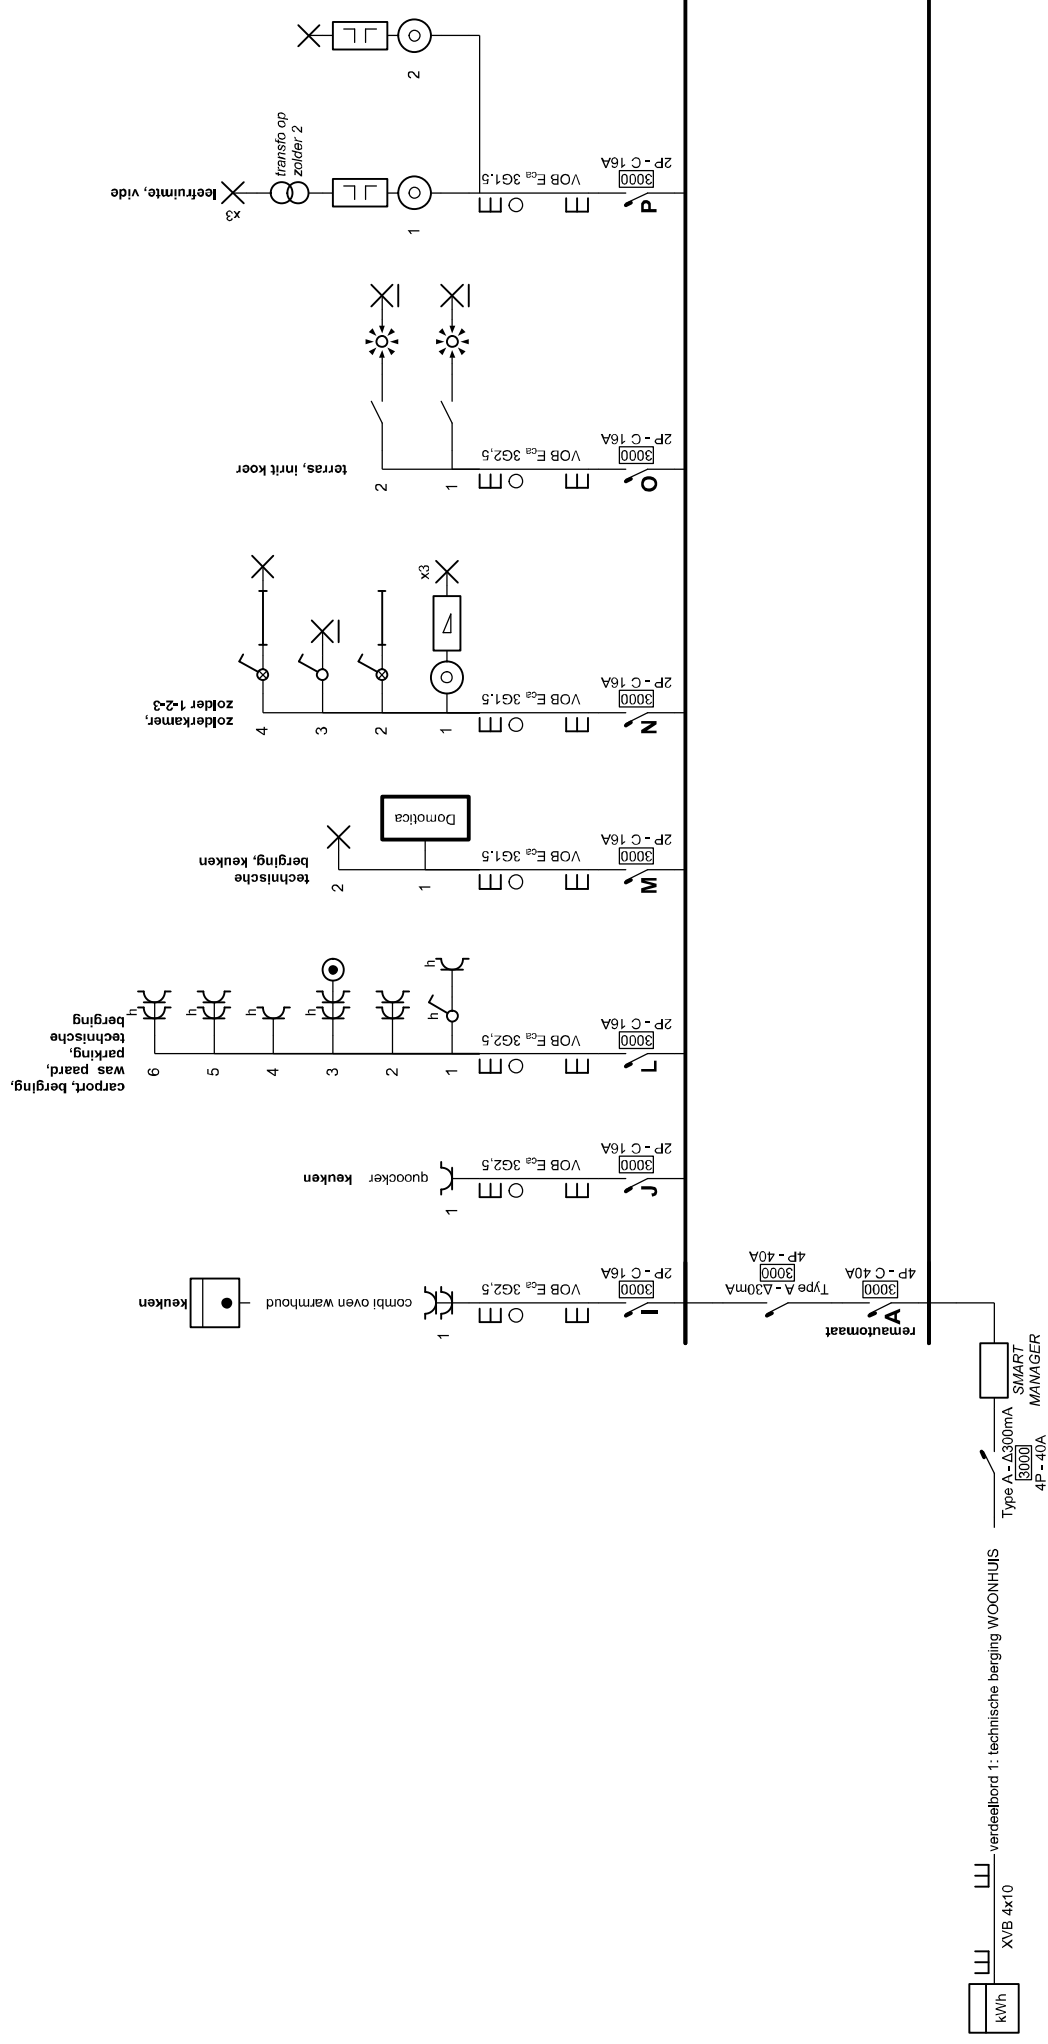 2
transfo op
zolder 2
leefruimte, vide
x3
1
VOB Eca 3G1.5
2P - C 16A
3000
P
terras, inrit koer
2
1
VOB Eca 3G2,5
2P - C 16A
3000
O
x3
zolderkamer,
zolder 1-2-3
4
3
2
1
VOB Eca 3G1.5
2P - C 16A
3000
N
Domotica
technische
berging, keuken
2
1
VOB Eca 3G1.5
2P - C 16A
3000
M
carport, berging,
was paard,
parking,
technische
berging
h
h
h
h
h
h
6
5
4
3
2
1
VOB Eca 3G2,5
2P - C 16A
3000
L
keuken
quoocker
1
VOB Eca 3G2,5
2P - C 16A
3000
J
keuken
combi oven warmhoud
1
VOB Eca 3G2,5
2P - C 16A
3000
I
Type A - Δ30mA
3000
4P - 40A
4P - C 40A
3000
A
remautomaat
SMART
MANAGER
Type A - Δ300mA
3000
4P - 40A
verdeelbord 1: technische berging WOONHUIS
XVB 4x10
kWh